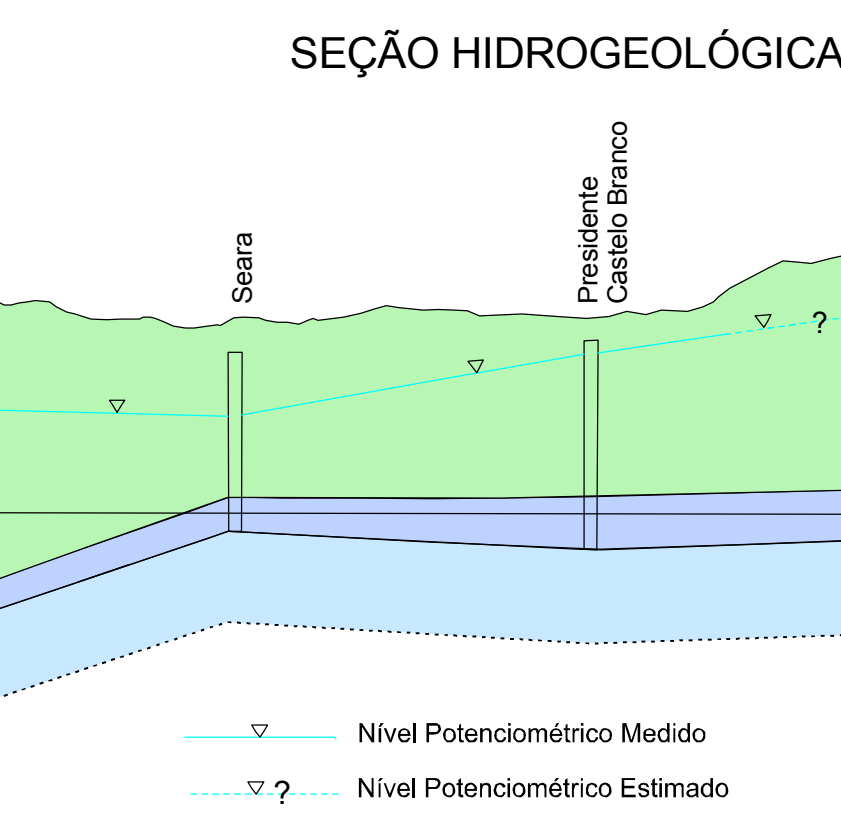 SEÇÃO HIDROGEOLÓGICA
Seara
Presidente
Castelo Branco
?
Nível Potenciométrico Medido
?
Nível Potenciométrico Estimado